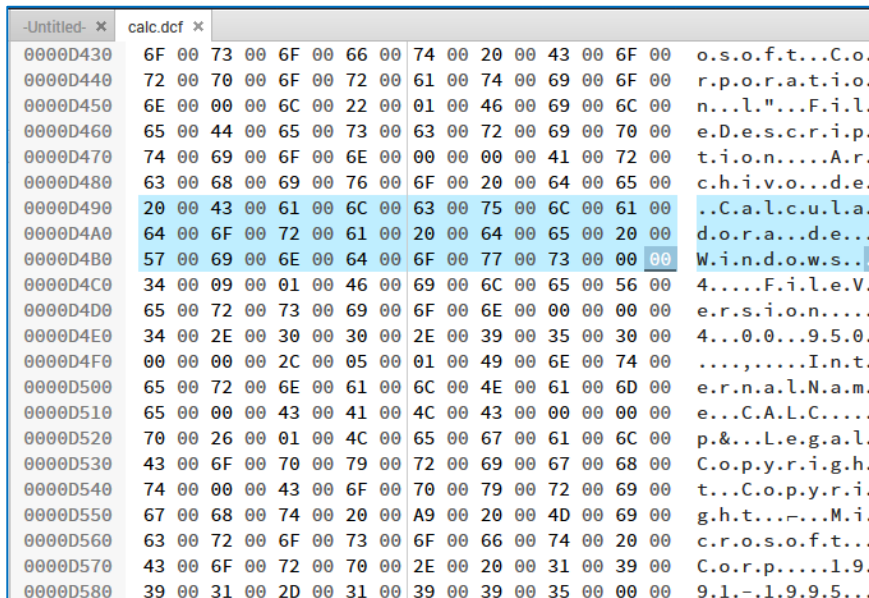 -Untitled- × calc.dcf ×
0000D430 6F 00 73 00 6F 00 66 00 74 00 20 00 43 00 6F 00 o.s.o.f.t...C.o.
0000D440 72 00 70 00 6F 00 72 00 61 00 74 00 69 00 6F 00 r.p.o.r.a.t.i.o.
0000D450 6E 00 00 00 6C 00 22 00 01 00 46 00 69 00 6C 00 n...l."...F.i.l.
0000D460 65 00 44 00 65 00 73 00 63 00 72 00 69 00 70 00 e.D.e.s.c.r.i.p.
0000D470 74 00 69 00 6F 00 6E 00 00 00 00 00 41 00 72 00 t.i.o.n.....A.r.
0000D480 63 00 68 00 69 00 76 00 6F 00 20 00 64 00 65 00 c.h.i.v.o...d.e.
0000D490 20 00 43 00 61 00 6C 00 63 00 75 00 6C 00 61 00 ..C.a.l.c.u.l.a.
0000D4A0 64 00 6F 00 72 00 61 00 20 00 64 00 65 00 20 00 d.o.r.a...d.e...
0000D4B0 57 00 69 00 6E 00 64 00 6F 00 77 00 73 00 00 00 W.i.n.d.o.w.s...
0000D4C0 34 00 09 00 01 00 46 00 69 00 6C 00 65 00 56 00 4.....F.i.l.e.V.
0000D4D0 65 00 72 00 73 00 69 00 6F 00 6E 00 00 00 00 00 e.r.s.i.o.n.....
0000D4E0 34 00 2E 00 30 00 30 00 2E 00 39 00 35 00 30 00 4...0.0...9.5.0.
0000D4F0 00 00 00 00 2C 00 05 00 01 00 49 00 6E 00 74 00 ....,.....I.n.t.
0000D500 65 00 72 00 6E 00 61 00 6C 00 4E 00 61 00 6D 00 e.r.n.a.l.N.a.m.
0000D510 65 00 00 00 43 00 41 00 4C 00 43 00 00 00 00 00 e...C.A.L.C.....
0000D520 70 00 26 00 01 00 4C 00 65 00 67 00 61 00 6C 00 p.&...L.e.g.a.l.
0000D530 43 00 6F 00 70 00 79 00 72 00 69 00 67 00 68 00 C.o.p.y.r.i.g.h.
0000D540 74 00 00 00 43 00 6F 00 70 00 79 00 72 00 69 00 t...C.o.p.y.r.i.
0000D550 67 00 68 00 74 00 20 00 A9 00 20 00 4D 00 69 00 g.h.t...⌐...M.i.
0000D560 63 00 72 00 6F 00 73 00 6F 00 66 00 74 00 20 00 c.r.o.s.o.f.t...
0000D570 43 00 6F 00 72 00 70 00 2E 00 20 00 31 00 39 00 C.o.r.p.....1.9.
0000D580 39 00 31 00 2D 00 31 00 39 00 39 00 35 00 00 00 9.1.-.1.9.9.5...